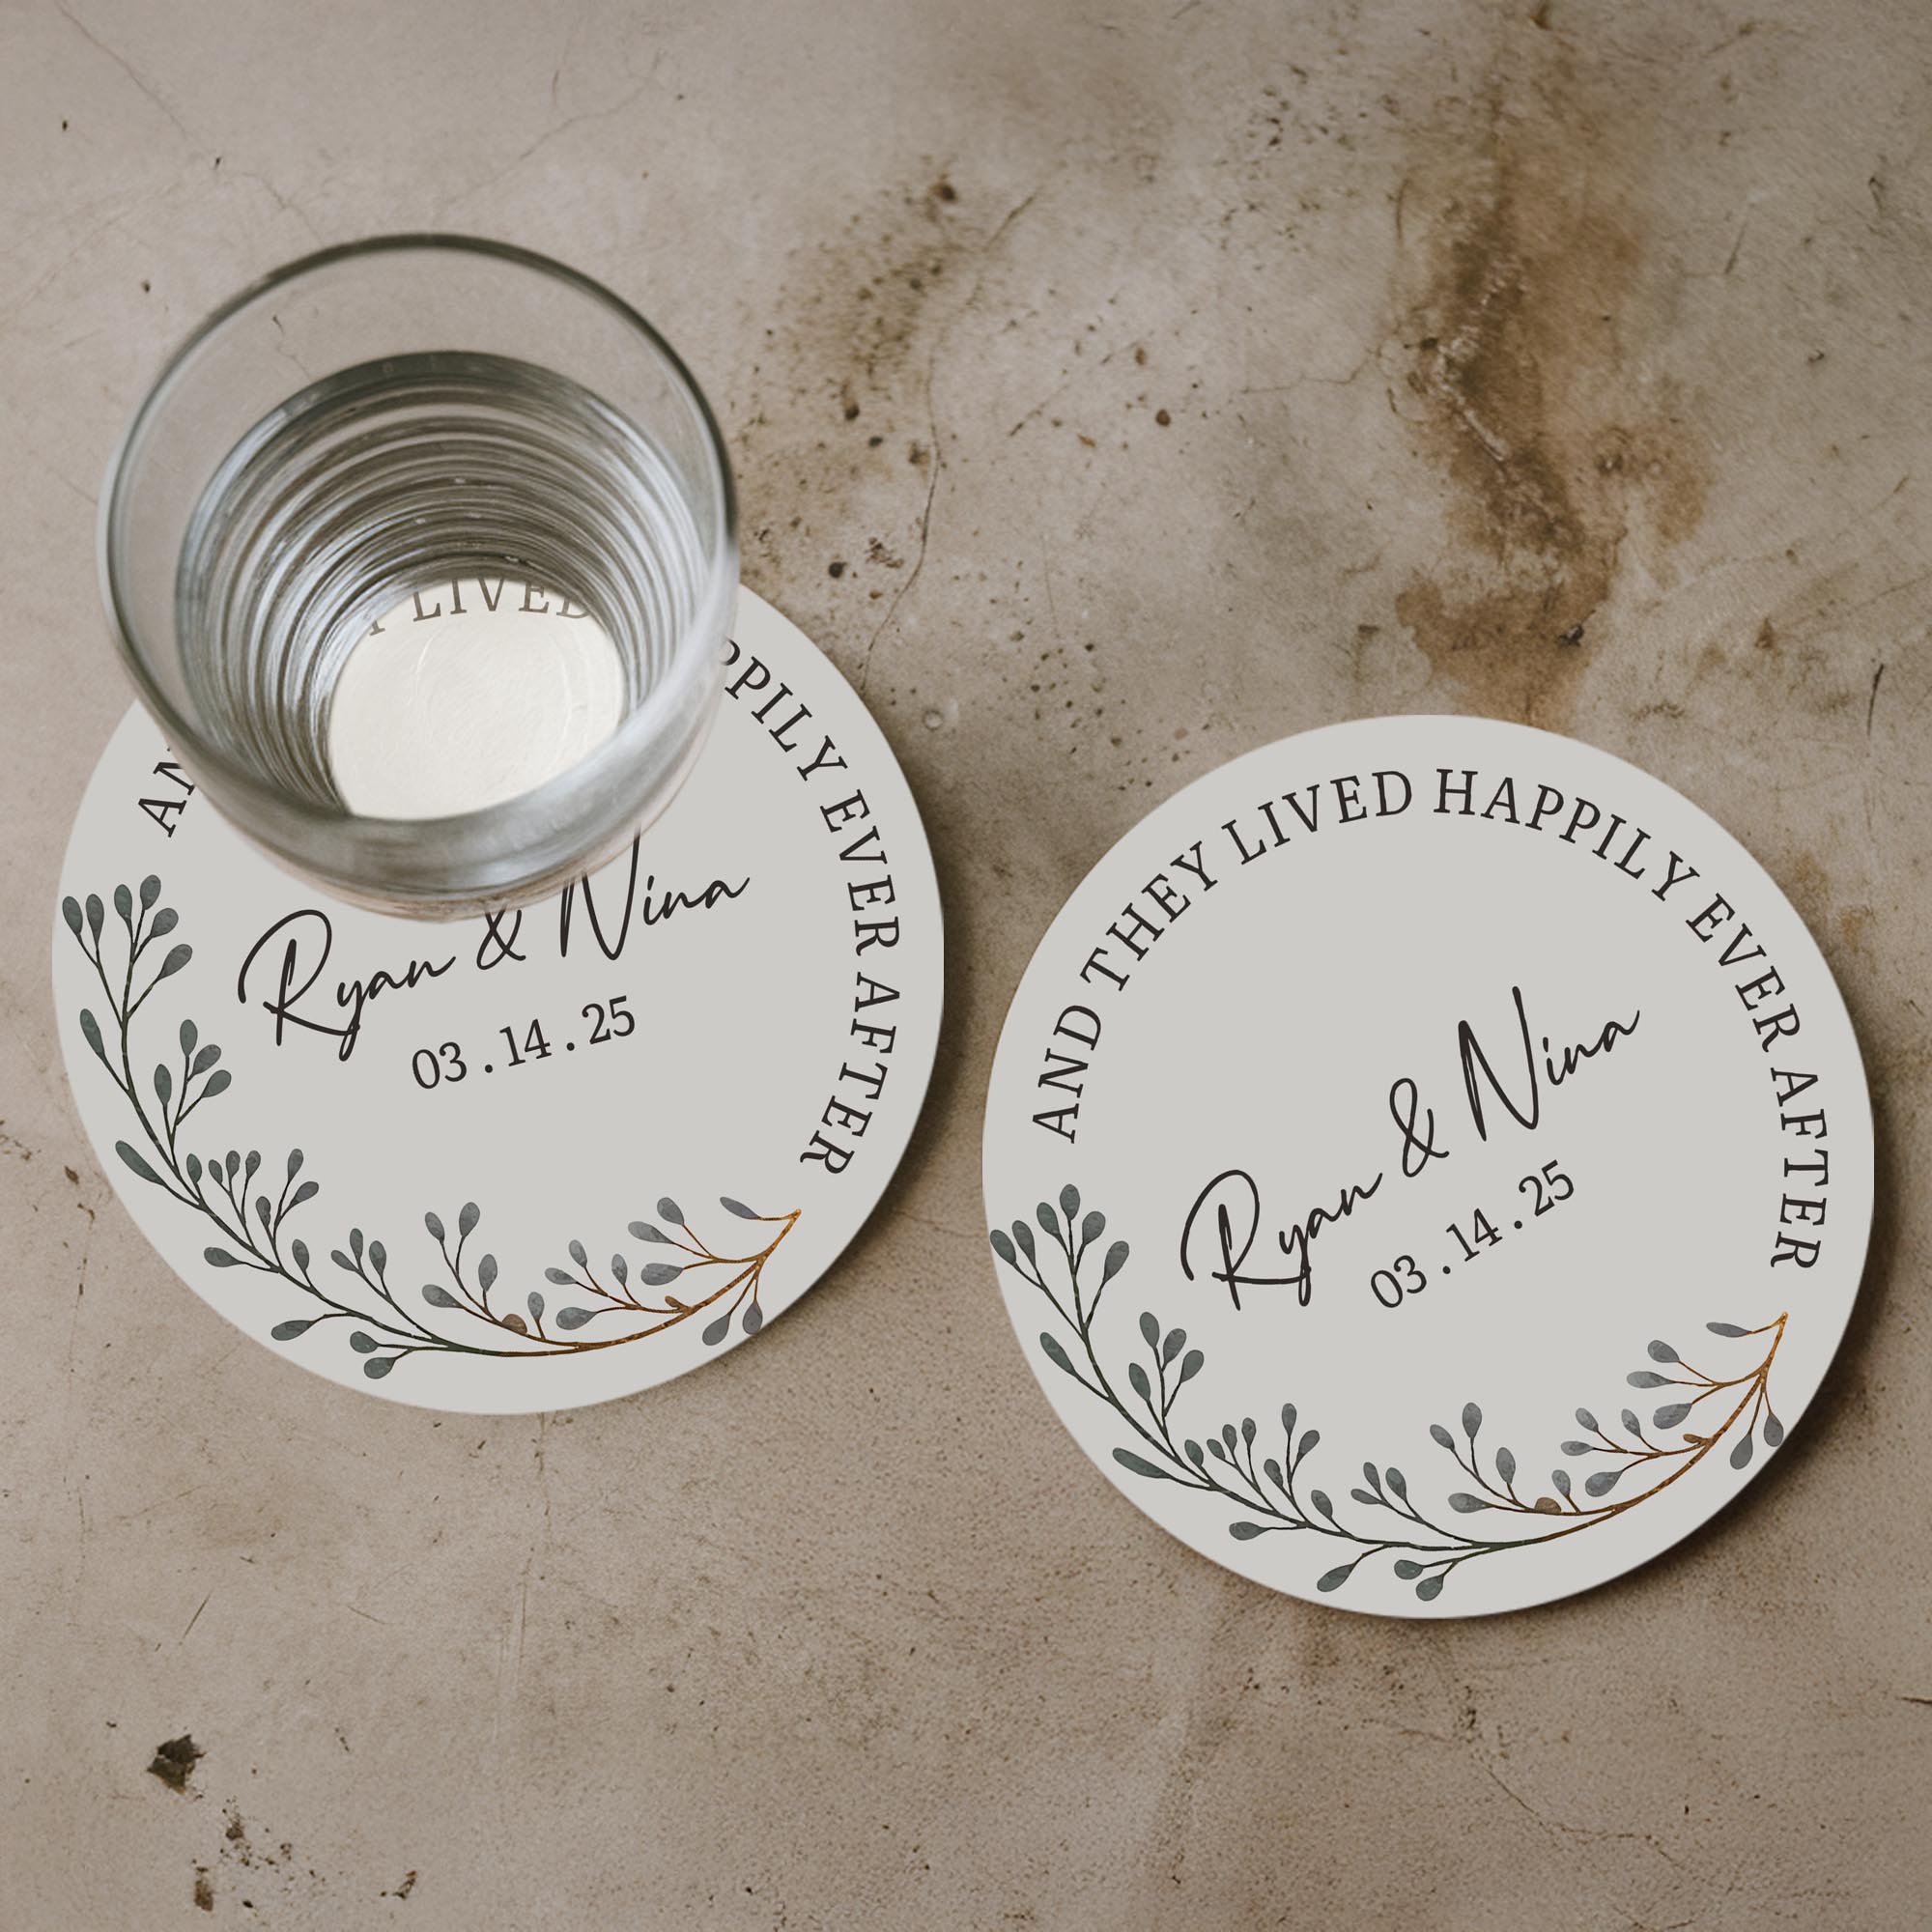 AN LIVED PPILY EVER AFTER
Ryan & Nina
03.14.25
AND THEY LIVED HAPPILY EVER AFTER
Ryan & Nina
03.14.25